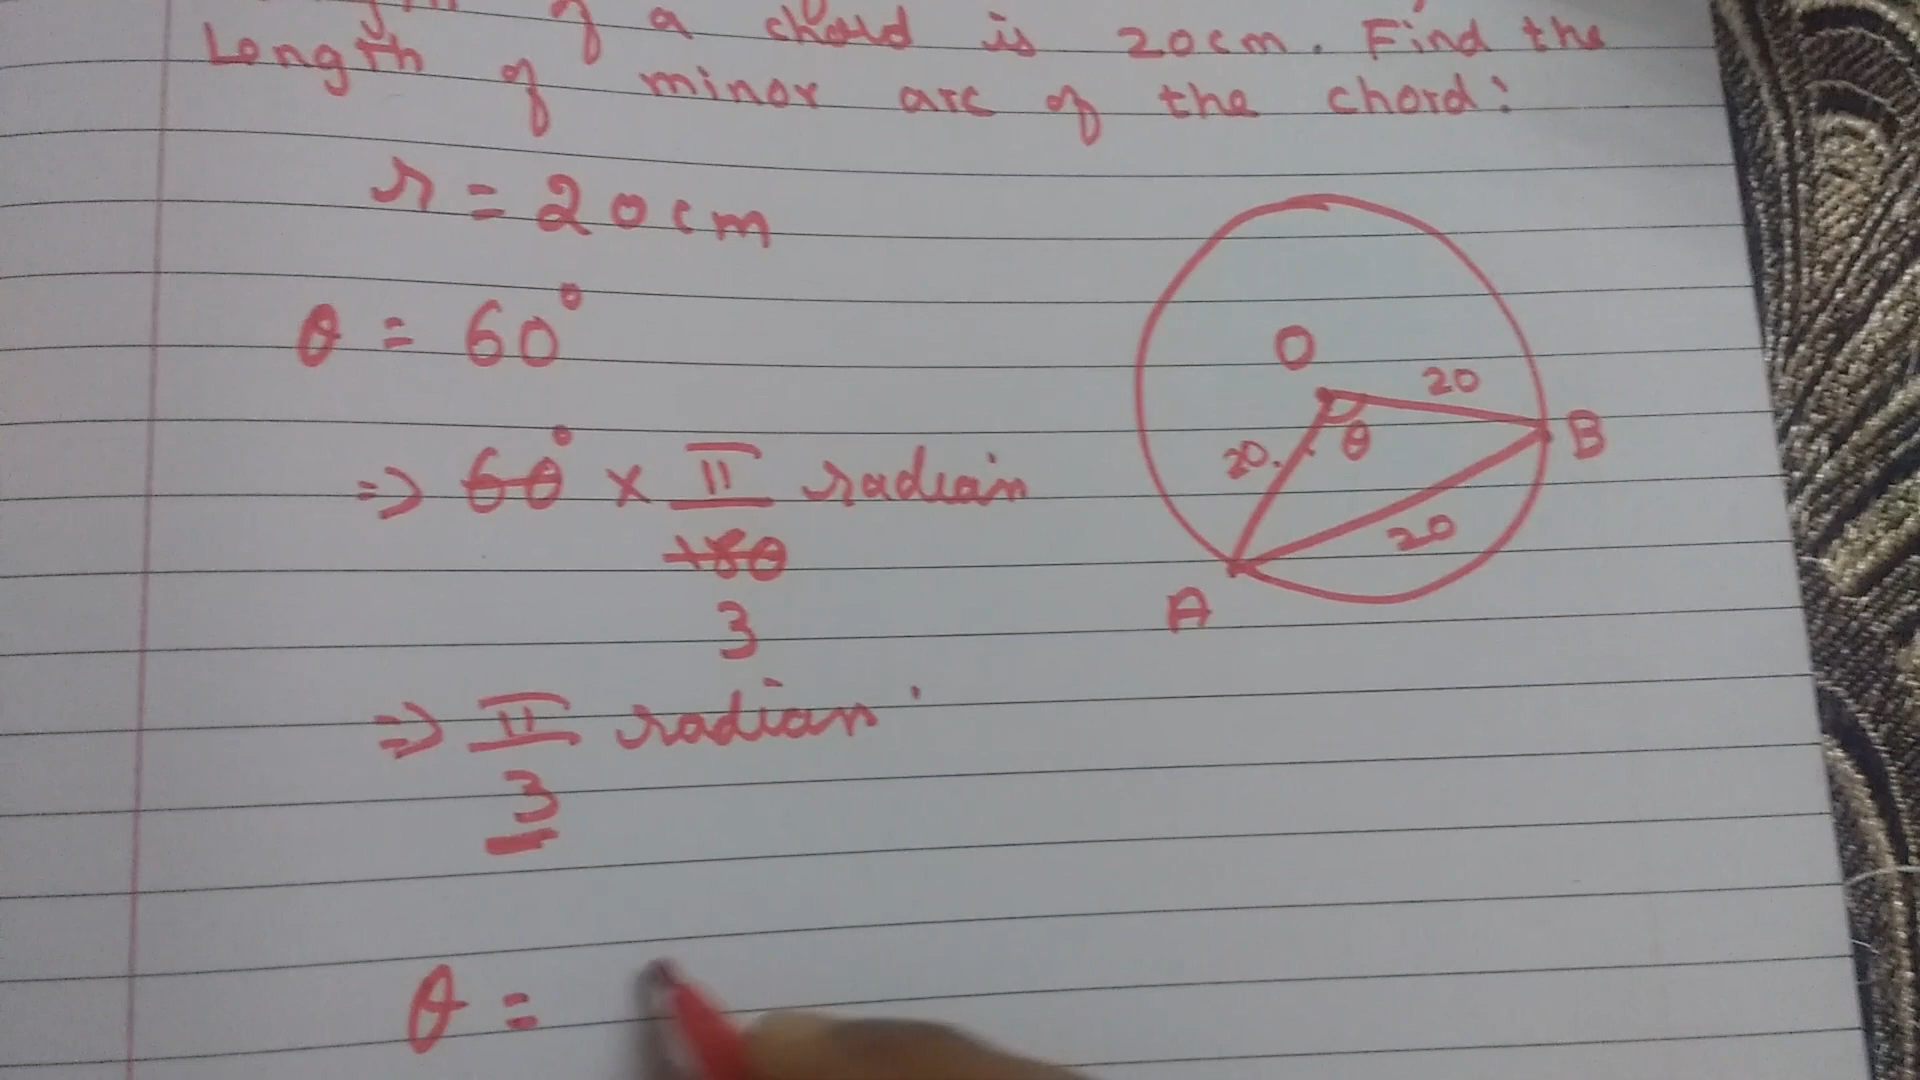 of a chord is 20cm. Find the
Length of minor arc of the chord:
r = 20cm
θ = 60°
⇒ 60° × π radian
180
3
⇒ π radian
3
θ =
O
20
B
θ
20
20
A